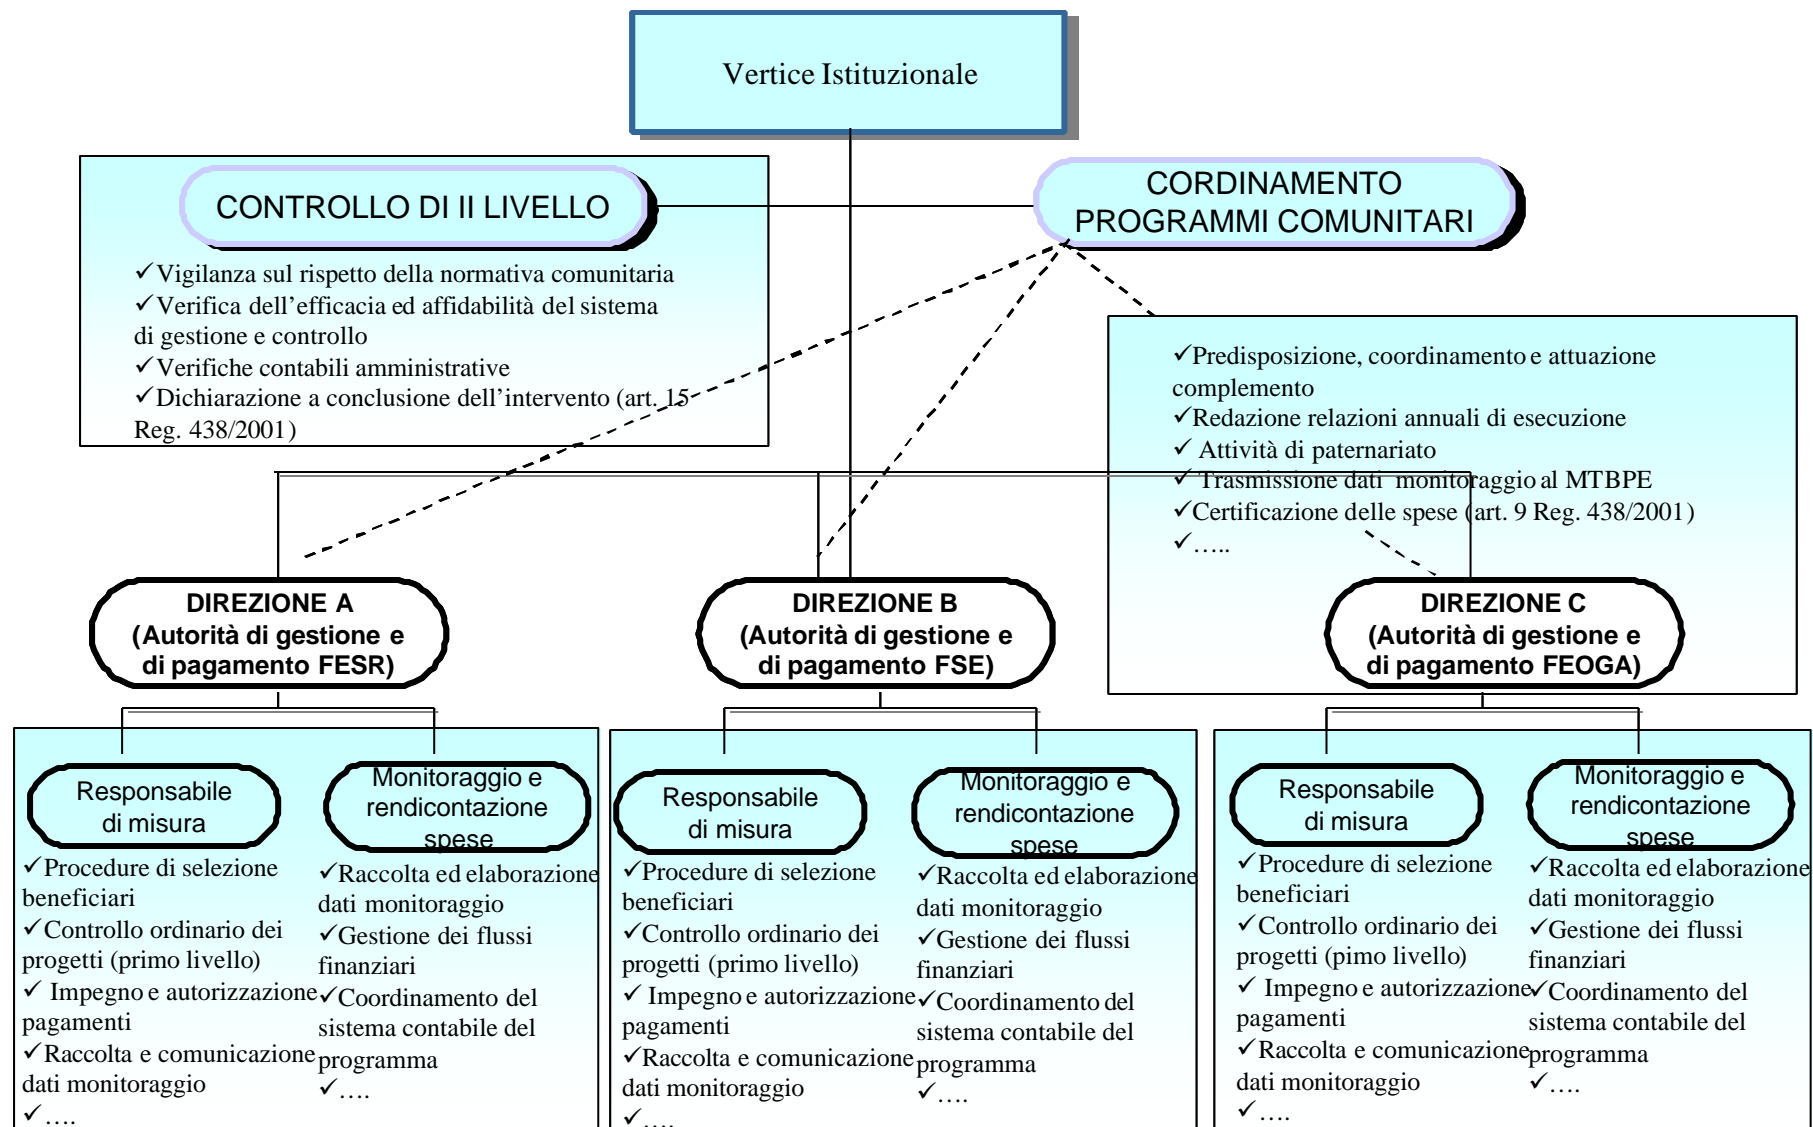 Vertice Istituzionale
CONTROLLO DI II LIVELLO
✓Vigilanza sul rispetto della normativa comunitaria
✓Verifica dell’efficacia ed affidabilità del sistema
di gestione e controllo
✓Verifiche contabili amministrative
✓Dichiarazione a conclusione dell’intervento (art. 15
Reg. 438/2001)
CORDINAMENTO
PROGRAMMI COMUNITARI
✓Predisposizione, coordinamento e attuazione
complemento
✓Redazione relazioni annuali di esecuzione
✓ Attività di paternariato
✓ Trasmissione dati monitoraggio al MTBPE
✓Certificazione delle spese (art. 9 Reg. 438/2001)
✓…..
DIREZIONE A
(Autorità di gestione e
di pagamento FESR)
DIREZIONE B
(Autorità di gestione e
di pagamento FSE)
DIREZIONE C
(Autorità di gestione e
di pagamento FEOGA)
Responsabile
di misura
✓Procedure di selezione
beneficiari
✓Controllo ordinario dei
progetti (primo livello)
✓ Impegno e autorizzazione
pagamenti
✓Raccolta e comunicazione
dati monitoraggio
✓….
Monitoraggio e
rendicontazione
spese
✓Raccolta ed elaborazione
dati monitoraggio
✓Gestione dei flussi
finanziari
✓Coordinamento del
sistema contabile del
programma
✓….
Responsabile
di misura
✓Procedure di selezione
beneficiari
✓Controllo ordinario dei
progetti (primo livello)
✓ Impegno e autorizzazione
pagamenti
✓Raccolta e comunicazione
dati monitoraggio
✓….
Monitoraggio e
rendicontazione
spese
✓Raccolta ed elaborazione
dati monitoraggio
✓Gestione dei flussi
finanziari
✓Coordinamento del
sistema contabile del
programma
✓….
Responsabile
di misura
✓Procedure di selezione
beneficiari
✓Controllo ordinario dei
progetti (pimo livello)
✓ Impegno e autorizzazione
pagamenti
✓Raccolta e comunicazione
dati monitoraggio
✓….
Monitoraggio e
rendicontazione
spese
✓Raccolta ed elaborazione
dati monitoraggio
✓Gestione dei flussi
finanziari
✓Coordinamento del
sistema contabile del
programma
✓….